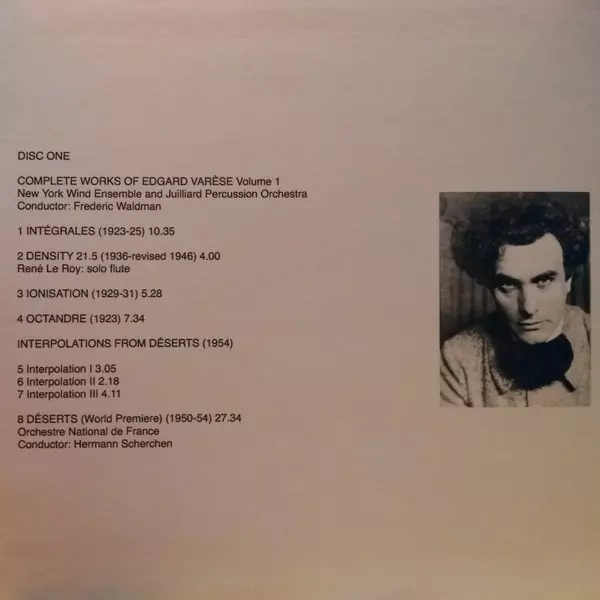 DISC ONE
COMPLETE WORKS OF EDGARD VARÈSE Volume 1
New York Wind Ensemble and Juilliard Percussion Orchestra
Conductor: Frederic Waldman
1 INTÉGRALES (1923-25) 10.35
2 DENSITY 21.5 (1936-revised 1946) 4.00
René Le Roy: solo flute
3 IONISATION (1929-31) 5.28
4 OCTANDRE (1923) 7.34
INTERPOLATIONS FROM DÉSERTS (1954)
5 Interpolation I 3.05
6 Interpolation II 2.18
7 Interpolation III 4.11
8 DÉSERTS (World Premiere) (1950-54) 27.34
Orchestre National de France
Conductor: Hermann Scherchen